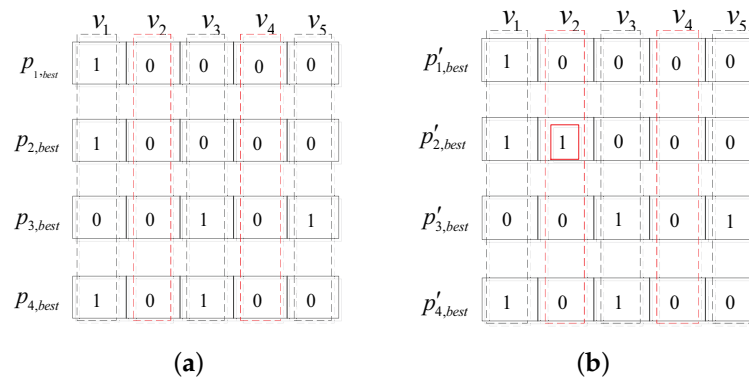 v₁ v₂ v₃ v₄ v₅
p₁,best 1 0 0 0 0
p₂,best 1 0 0 0 0
p₃,best 0 0 1 0 1
p₄,best 1 0 1 0 0
(a)
v₁ v₂ v₃ v₄ v₅
p′₁,best 1 0 0 0 0
p′₂,best 1 1 0 0 0
p′₃,best 0 0 1 0 1
p′₄,best 1 0 1 0 0
(b)